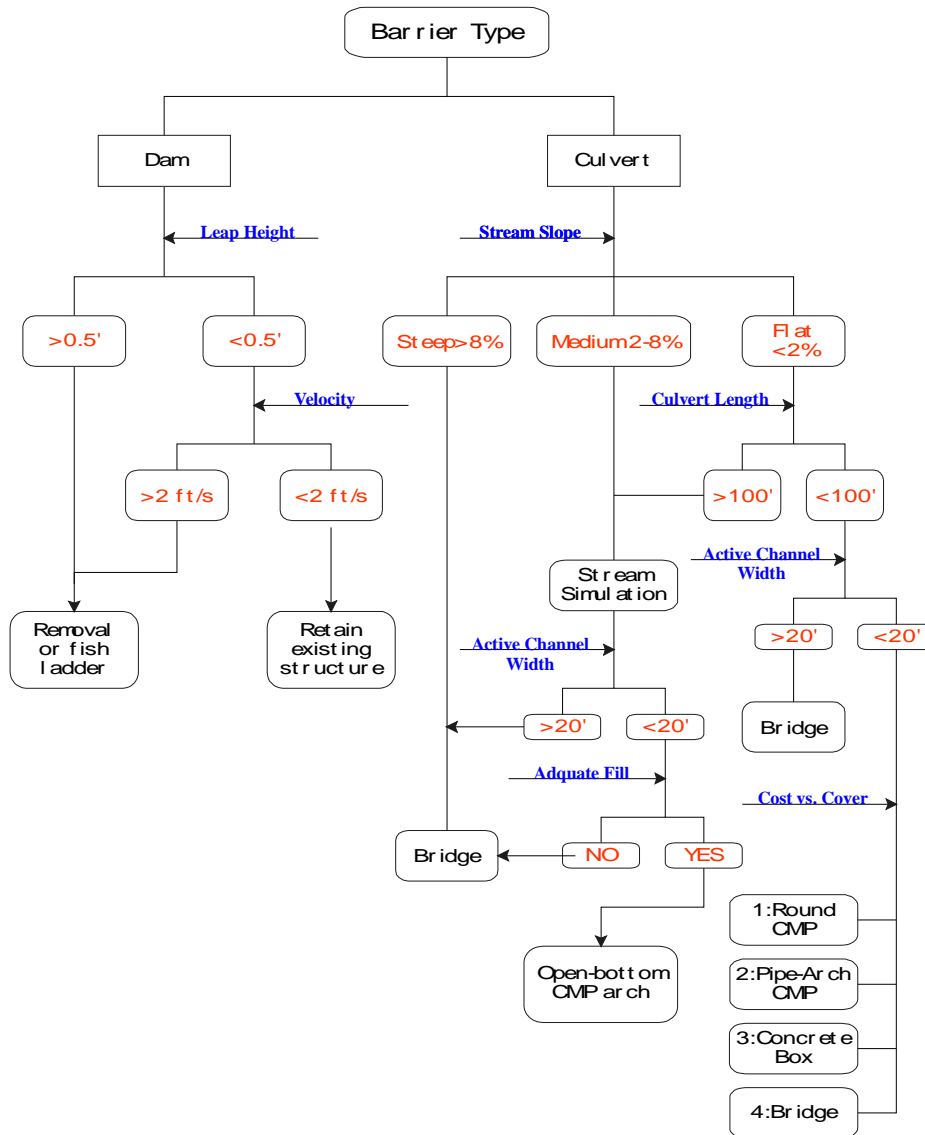 Barrier Type
Dam
Culvert
Leap Height
Stream Slope
>0.5'
<0.5'
Steep>8%
Medium 2-8%
Flat
<2%
Velocity
Culvert Length
>2 ft/s
<2 ft/s
>100'
<100'
Active Channel
Width
Stream
Simulation
Removal
or fish
ladder
Retain
existing
structure
>20'
<20'
Active Channel
Width
>20'
<20'
Bridge
Adquate Fill
Cost vs. Cover
Bridge
NO
YES
1:Round
CMP
Open-bottom
CMP arch
2:Pipe-Arch
CMP
3:Concrete
Box
4:Bridge